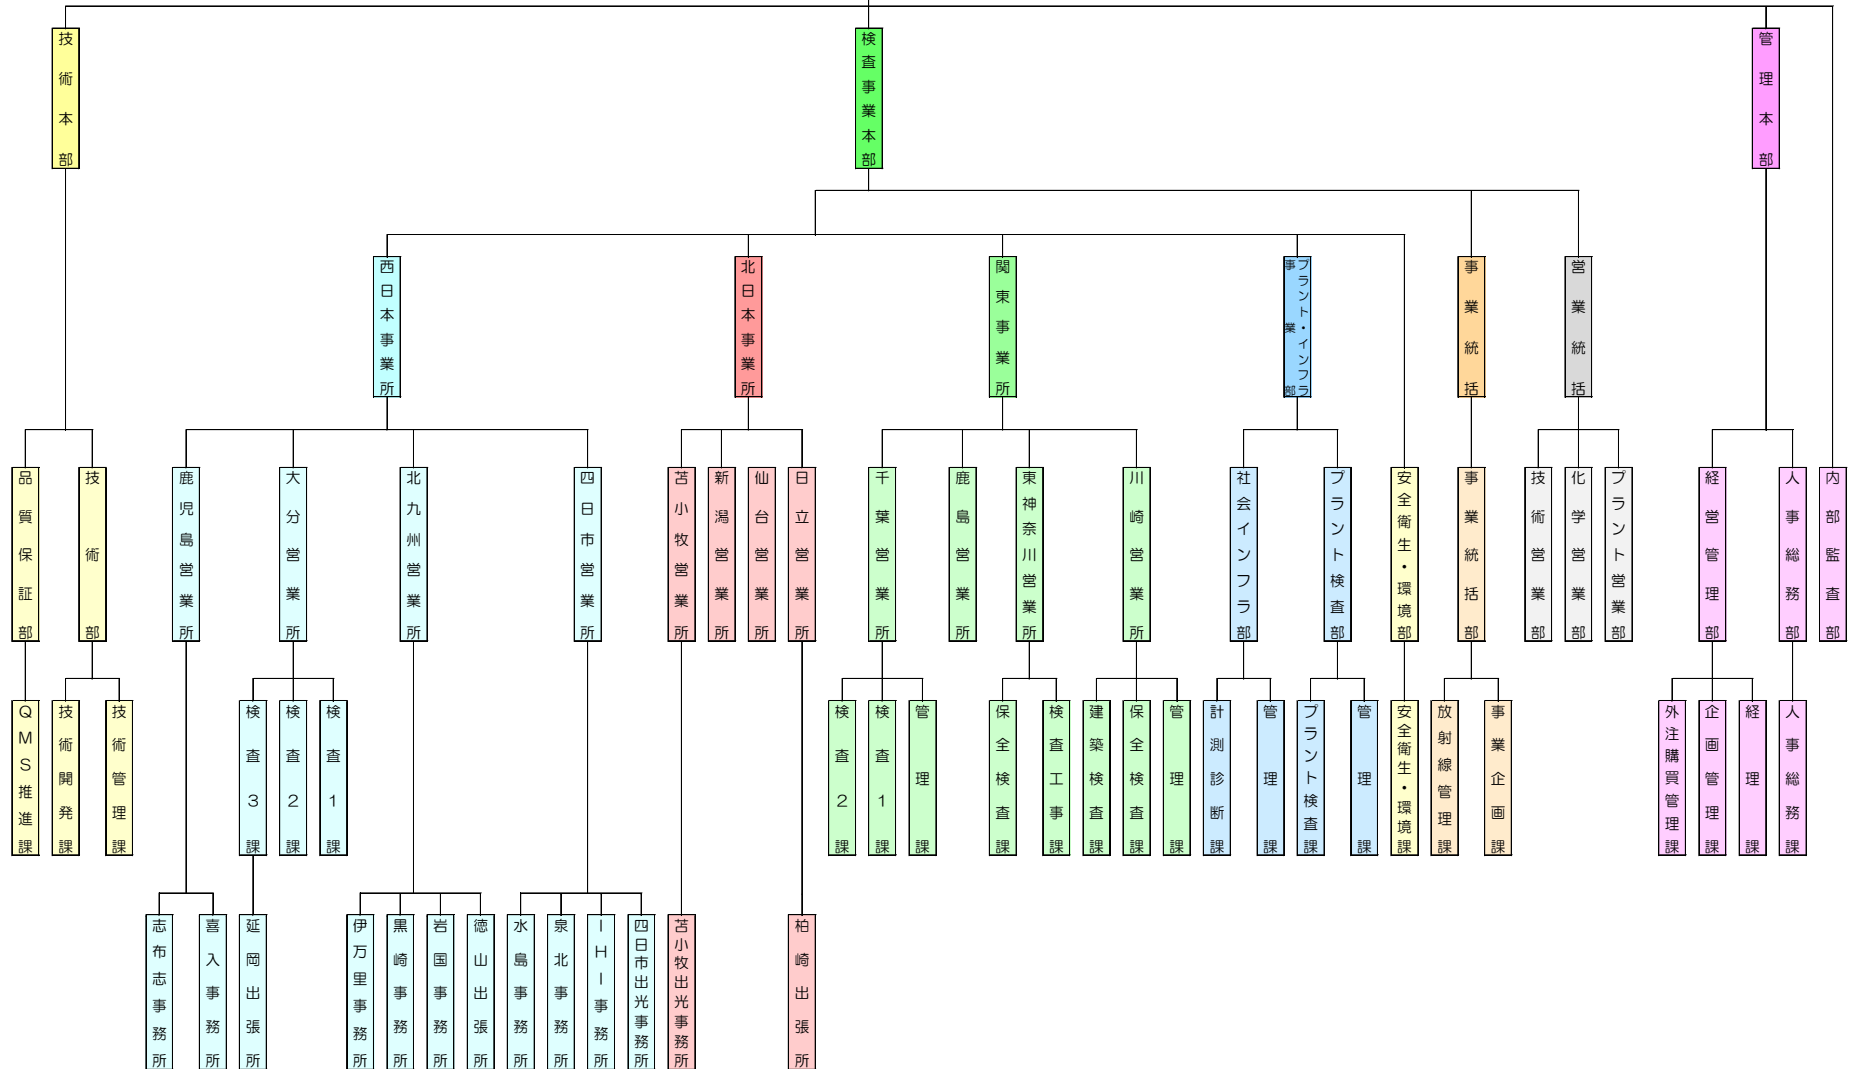 技術本部
検査事業本部
管理本部
西日本事業所
北日本事業所
関東事業所
プラント・インフラ
事業部
事業統括
営業統括
品質保証部
技術部
鹿児島営業所
大分営業所
北九州営業所
四日市営業所
苫小牧営業所
新潟営業所
仙台営業所
日立営業所
千葉営業所
鹿島営業所
東神奈川営業所
川崎営業所
社会インフラ部
プラント検査部
安全衛生・環境部
事業統括部
技術営業部
化学営業部
プラント営業部
経営管理部
人事総務部
内部監査部
QMS推進課
技術開発課
技術管理課
検査3課
検査2課
検査1課
検査2課
検査1課
管理課
保全検査課
検査工事課
建築検査課
保全検査課
管理課
計測診断課
管理課
プラント検査課
管理課
安全衛生・環境課
放射線管理課
事業企画課
外注購買管理課
企画管理課
経理課
人事総務課
志布志事務所
喜入事務所
延岡出張所
伊万里事務所
黒崎事務所
岩国事務所
徳山出張所
水島事務所
泉北事務所
IHI事務所
四日市出光事務所
苫小牧出光事務所
柏崎出張所